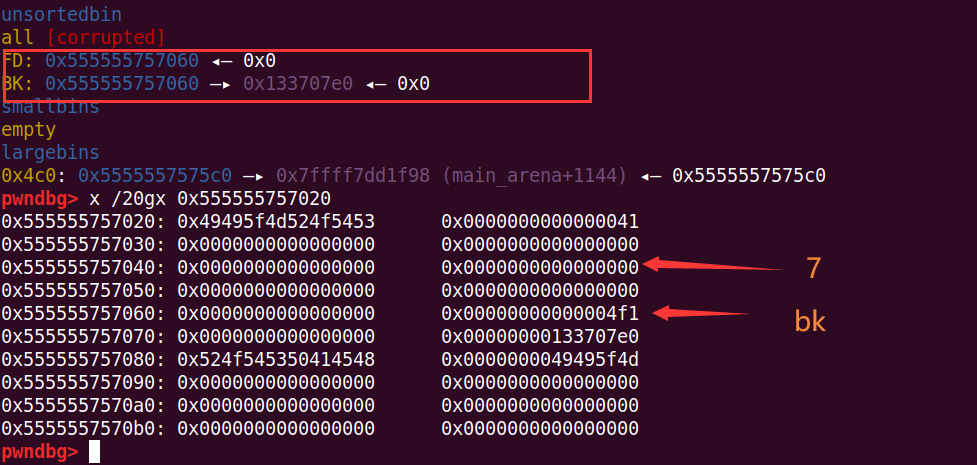 unsortedbin
all [corrupted]
FD: 0x555555757060 ◂— 0x0
BK: 0x555555757060 —▸ 0x133707e0 ◂— 0x0
smallbins
empty
largebins
0x4c0: 0x5555557575c0 —▸ 0x7ffff7dd1f98 (main_arena+1144) ◂— 0x5555557575c0
pwndbg> x /20gx 0x555555757020
0x555555757020: 0x49495f4d524f5453 0x0000000000000041
0x555555757030: 0x0000000000000000 0x0000000000000000
0x555555757040: 0x0000000000000000 0x0000000000000000 7
0x555555757050: 0x0000000000000000 0x0000000000000000
0x555555757060: 0x0000000000000000 0x00000000000004f1 bk
0x555555757070: 0x0000000000000000 0x00000000133707e0
0x555555757080: 0x524f545350414548 0x0000000049495f4d
0x555555757090: 0x0000000000000000 0x0000000000000000
0x5555557570a0: 0x0000000000000000 0x0000000000000000
0x5555557570b0: 0x0000000000000000 0x0000000000000000
pwndbg>